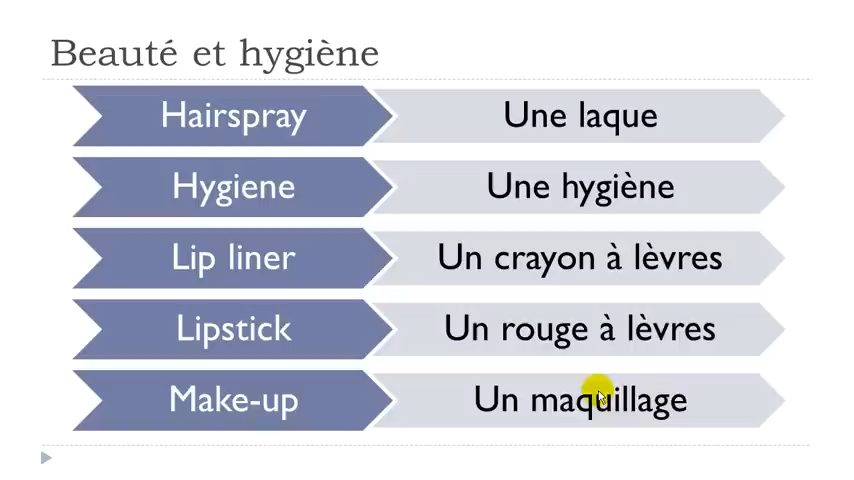 Beauté et hygiène
Hairspray Une laque
Hygiene Une hygiène
Lip liner Un crayon à lèvres
Lipstick Un rouge à lèvres
Make-up Un maquillage